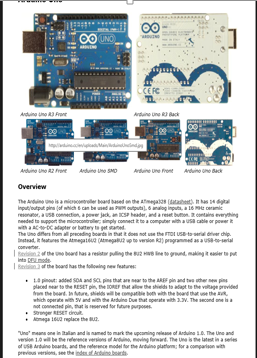 Arduino Uno
Arduino Uno R3 Front Arduino Uno R3 Back
Arduino Uno R2 Front Arduino Uno SMD Arduino Uno Front Arduino Uno Back
Overview
The Arduino Uno is a microcontroller board based on the ATmega328 (datasheet). It has 14 digital
input/output pins (of which 6 can be used as PWM outputs), 6 analog inputs, a 16 MHz ceramic
resonator, a USB connection, a power jack, an ICSP header, and a reset button. It contains everything
needed to support the microcontroller; simply connect it to a computer with a USB cable or power it
with a AC-to-DC adapter or battery to get started.
The Uno differs from all preceding boards in that it does not use the FTDI USB-to-serial driver chip.
Instead, it features the Atmega16U2 (Atmega8U2 up to version R2) programmed as a USB-to-serial
converter.
Revision 2 of the Uno board has a resistor pulling the 8U2 HWB line to ground, making it easier to put
into DFU mode.
Revision 3 of the board has the following new features:
1.0 pinout: added SDA and SCL pins that are near to the AREF pin and two other new pins
placed near to the RESET pin, the IOREF that allow the shields to adapt to the voltage provided
from the board. In future, shields will be compatible both with the board that use the AVR,
which operate with 5V and with the Arduino Due that operate with 3.3V. The second one is a
not connected pin, that is reserved for future purposes.
Stronger RESET circuit.
Atmega 16U2 replace the 8U2.
"Uno" means one in Italian and is named to mark the upcoming release of Arduino 1.0. The Uno and
version 1.0 will be the reference versions of Arduino, moving forward. The Uno is the latest in a series
of USB Arduino boards, and the reference model for the Arduino platform; for a comparison with
previous versions, see the index of Arduino boards.